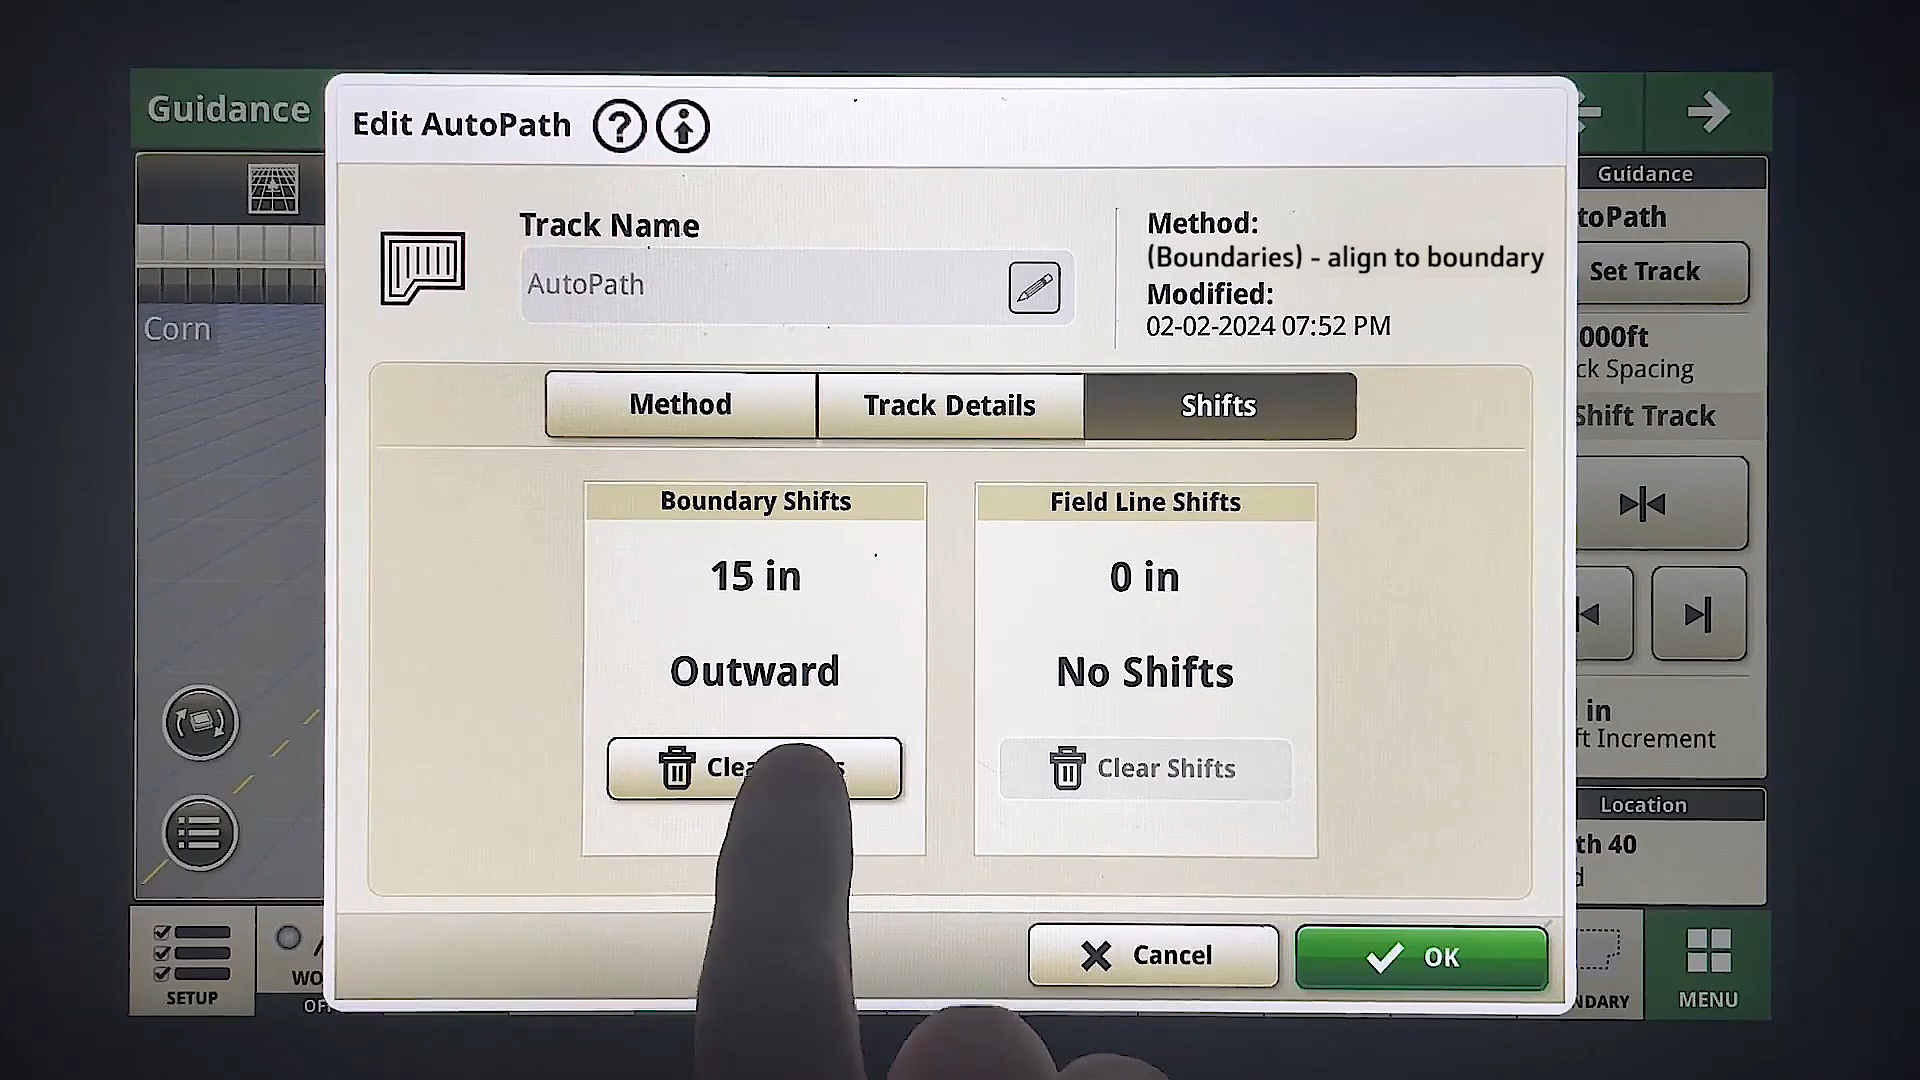 Guidance
Edit AutoPath
Track Name
AutoPath
Method:
(Boundaries) - align to boundary
Modified:
02-02-2024 07:52 PM
Method
Track Details
Shifts
Boundary Shifts
15 in
Outward
Field Line Shifts
0 in
No Shifts
Clear Shifts
Cancel
OK
Corn
Guidance
toPath
Set Track
000ft
ck Spacing
Shift Track
in
ft Increment
Location
th 40
SETUP
WO
OF
NDARY
MENU